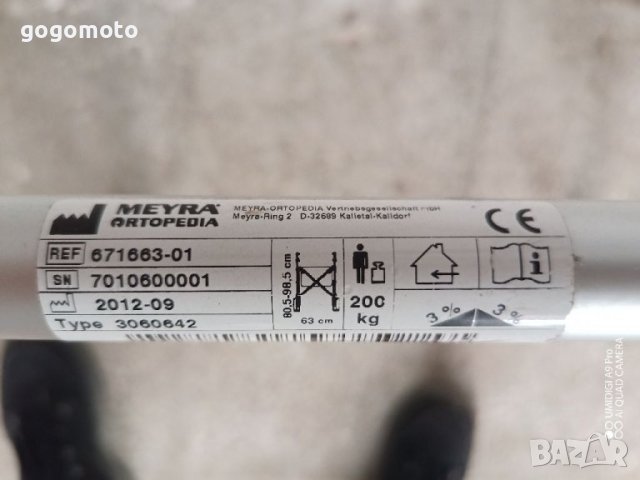 gogomoto
MEYRA
ORTOPEDIA
MEYRA-ORTOPEDIA Vertriebsgesellschaft mbH
Meyra-Ring 2 D-32689 Kalletal-Kalldorf
CE
REF 671663-01
SN 7010600001
2012-09
Type 3060642
80,5-98,5 cm
63 cm
200
kg
i
3 % 3 %
UMIDIGI A9 Pro
AI QUAD CAMERA
BAZAR